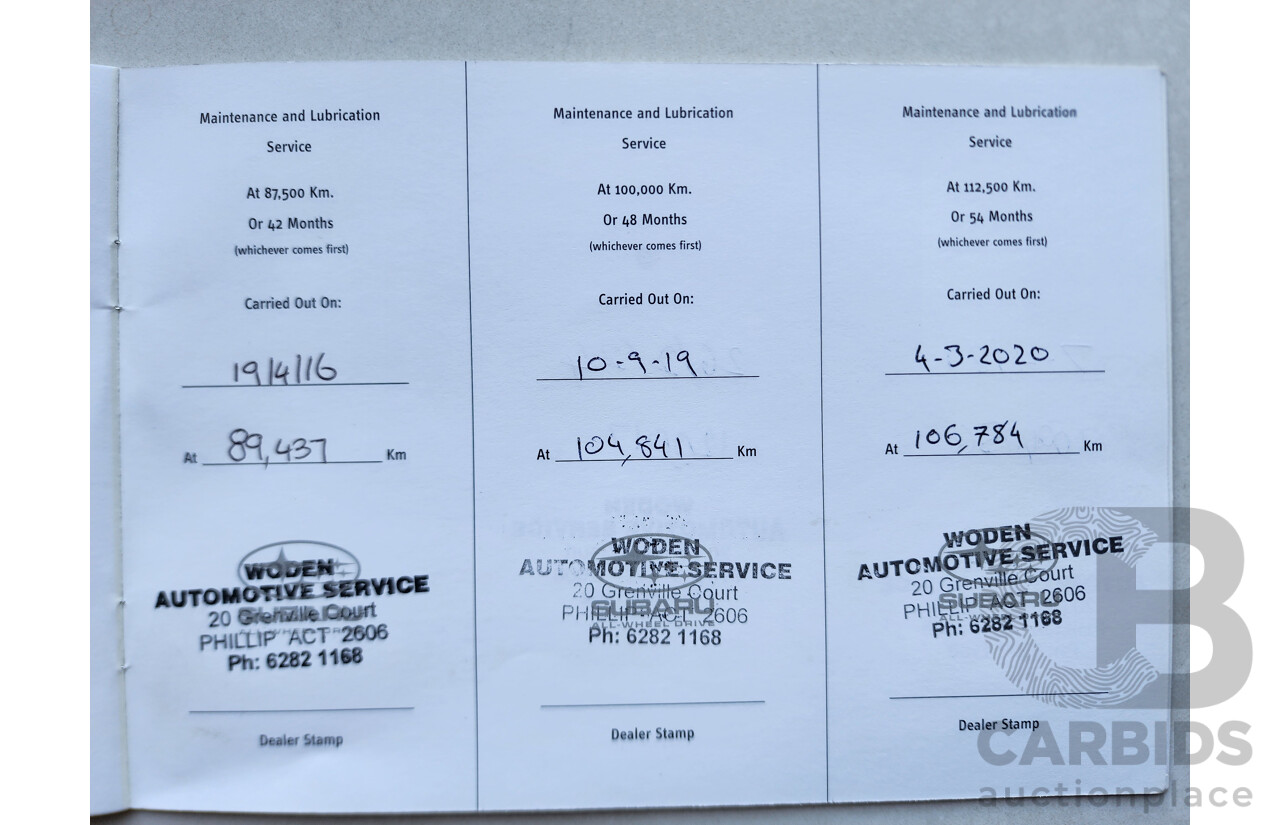 Maintenance and Lubrication
Service
At 87,500 Km.
Or 42 Months
(whichever comes first)
Carried Out On:
19/4/16
At 89,437 Km
WODEN
AUTOMOTIVE SERVICE
20 Grenville Court
PHILLIP ACT 2606
Ph: 6282 1168
Dealer Stamp
Maintenance and Lubrication
Service
At 100,000 Km.
Or 48 Months
(whichever comes first)
Carried Out On:
10-9-19
At 104,841 Km
WODEN
AUTOMOTIVE SERVICE
20 Grenville Court
SUBARU
PHILLIP ACT 2606
ALL-WHEEL DRIVE
Ph: 6282 1168
Dealer Stamp
Maintenance and Lubrication
Service
At 112,500 Km.
Or 54 Months
(whichever comes first)
Carried Out On:
4-3-2020
At 106,784 Km
WODEN
AUTOMOTIVE SERVICE
20 Grenville Court
SUBARU
PHILLIP ACT 2606
Ph: 6282 1168
Dealer Stamp
CARBIDS
auctionplace